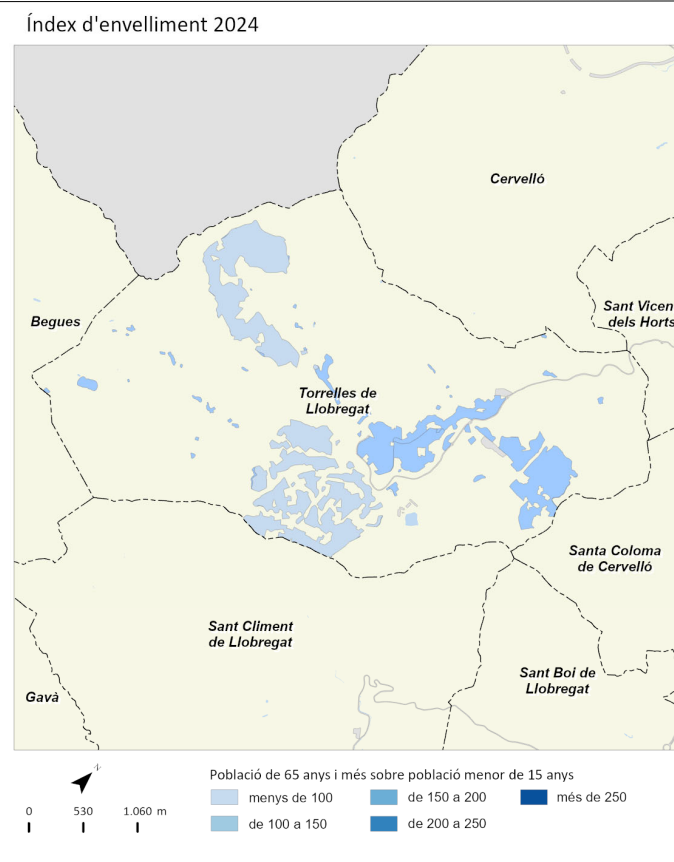 Índex d'envelliment 2024
Cervelló
Sant Vicen
dels Horts
Begues
Torrelles de
Llobregat
Santa Coloma
de Cervelló
Sant Climent
de Llobregat
Sant Boi de
Llobregat
Gavà
N
Població de 65 anys i més sobre població menor de 15 anys
0 530 1.060 m
menys de 100
de 150 a 200
més de 250
de 100 a 150
de 200 a 250